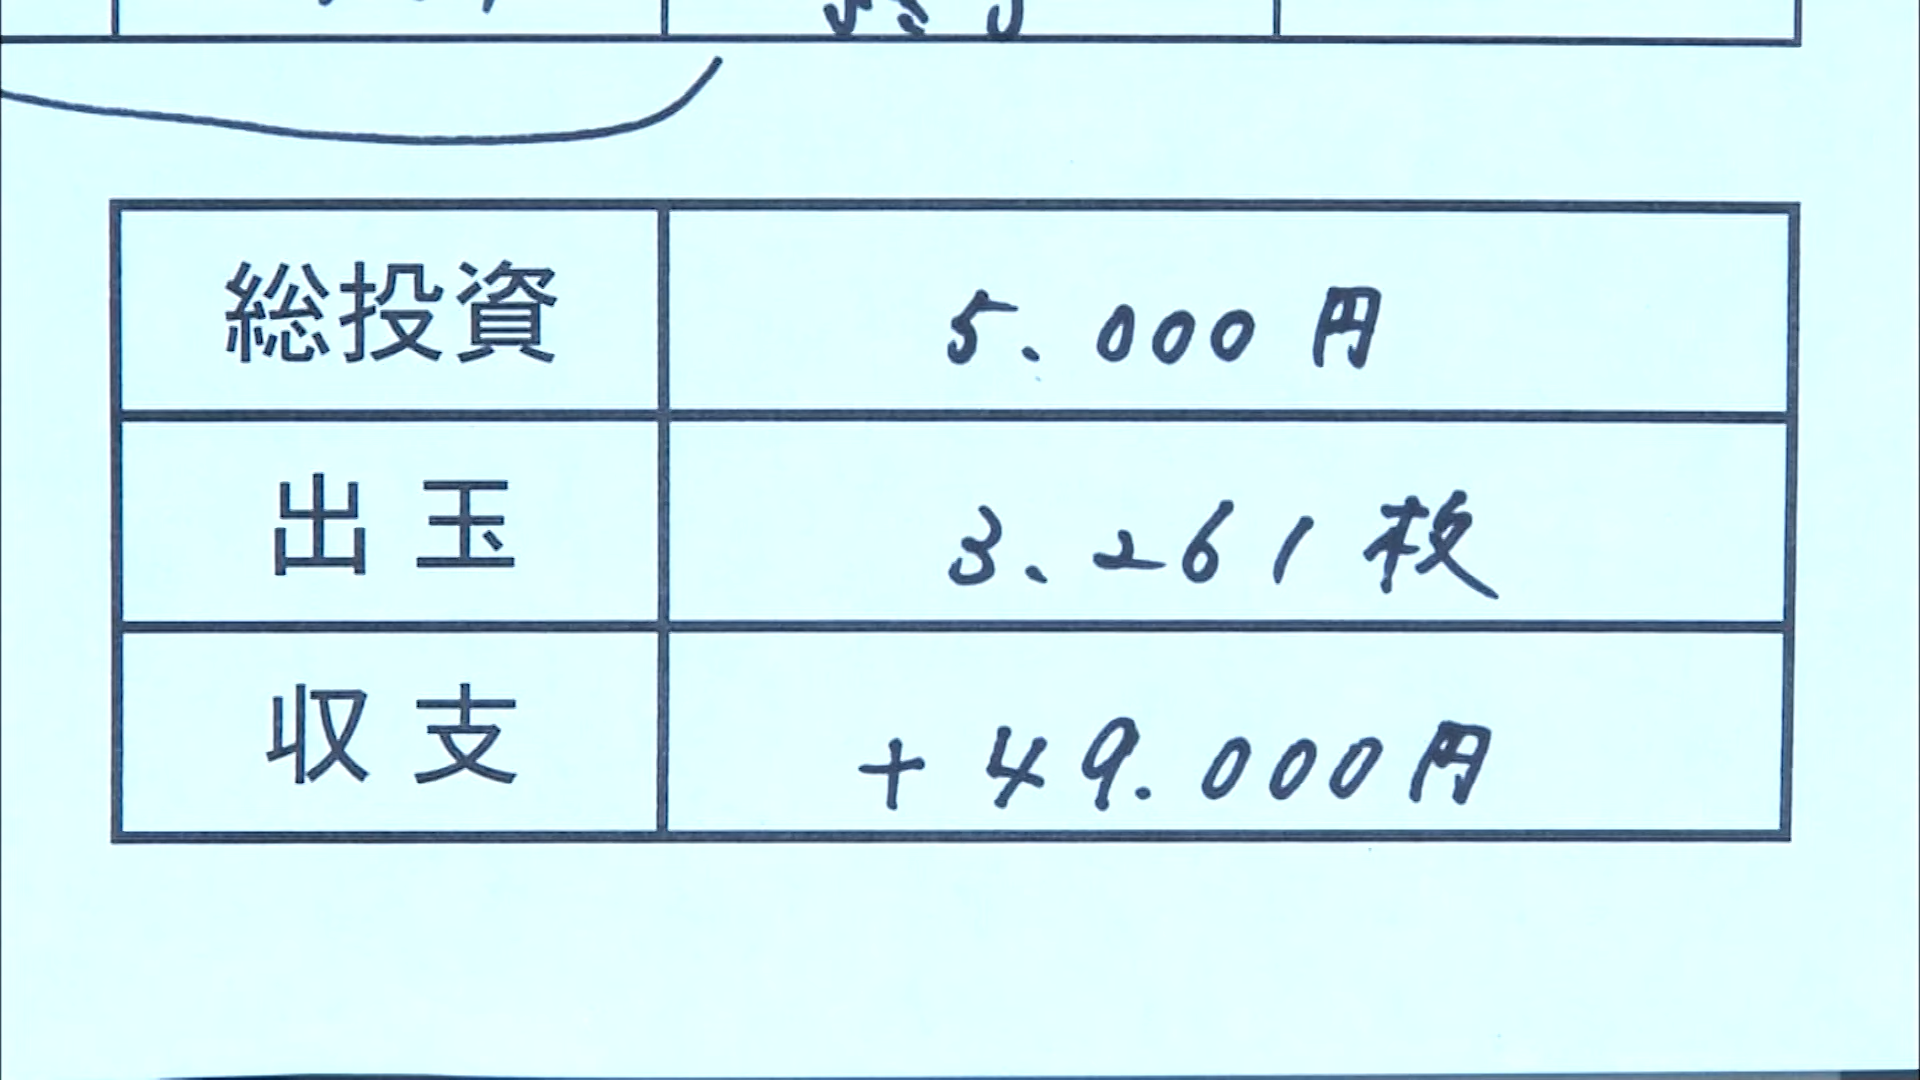 総投資 5.000円
出玉 3.261枚
収支 +49.000円